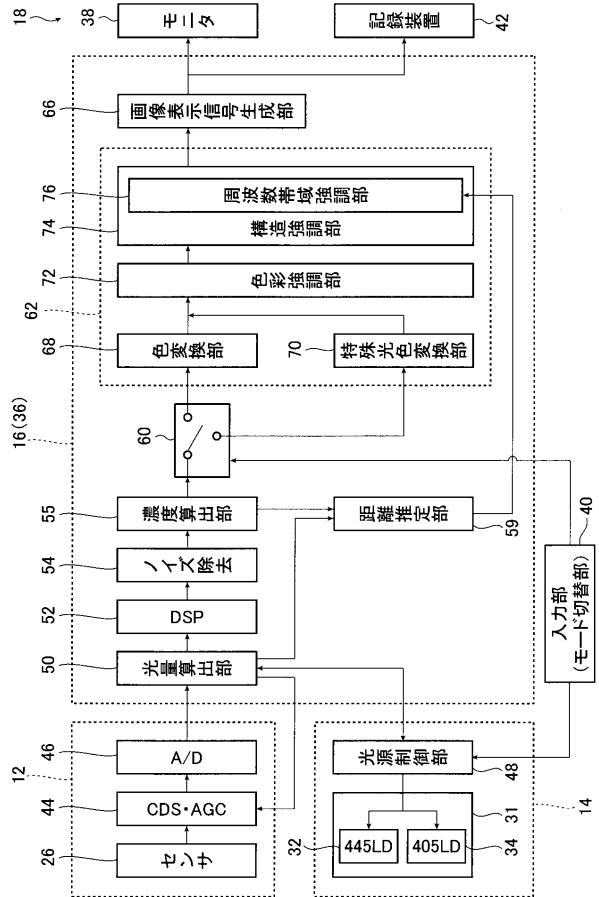 12
26
センサ
44
CDS・AGC
46
A/D
14
31
32
445LD
405LD
34
光源制御部
48
入力部
(モード切替部)
40
16(36)
50
光量算出部
52
DSP
54
ノイズ除去
55
濃度算出部
距離推定部
59
60
62
68
色変換部
70
特殊光色変換部
72
色彩強調部
74
構造強調部
76
周波数帯域強調部
66
画像表示信号生成部
18
38
モニタ
記録装置
42